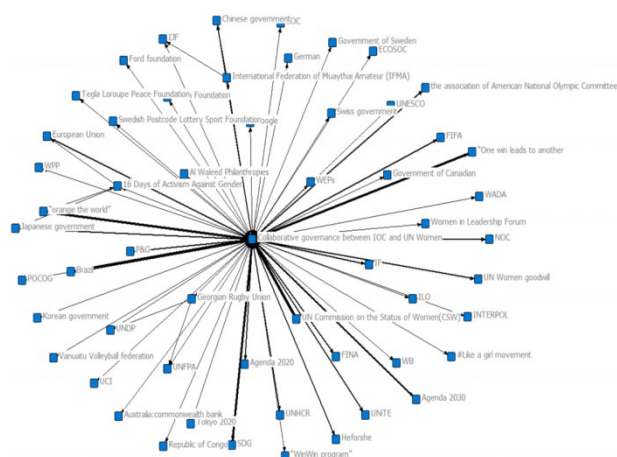 Chinese government
IIF
OC
Government of Sweden
ECOSOC
Ford foundation
German
International Federation of Muaythai Amateur (IFMA)
the association of American National Olympic Committee
Tegla Loroupe Peace Foundation
Foundation
UNESCO
Swedish Postcode Lottery Sport Foundation
ogle
Swiss government
European Union
FIFA
"One win leads to another
WPP
Al Waleed Philanthropes
WEPs
Government of Canadian
16 Days of Activism Against Gender
WADA
"orange the world"
Women in Leadership Forum
Japanese government
Collaborative governance between IOC and UN Women
NOC
P&G
IF
POCOG
Brazil
UN Women goodwill
Georgian Rugby Union
ILO
Korean government
UNDP
UN Commission on the Status of Women(CSW)
INTERPOL
Vanuatu Volleyball federation
UNFPA
Agenda 2020
FINA
WB
#Like a girl movement
UCI
Agenda 2030
Australia:commonwealth bank
Tokyo 2020
UNHCR
UNiTE
Republic of Congo
SDG
Heforshe
"WinWin program"